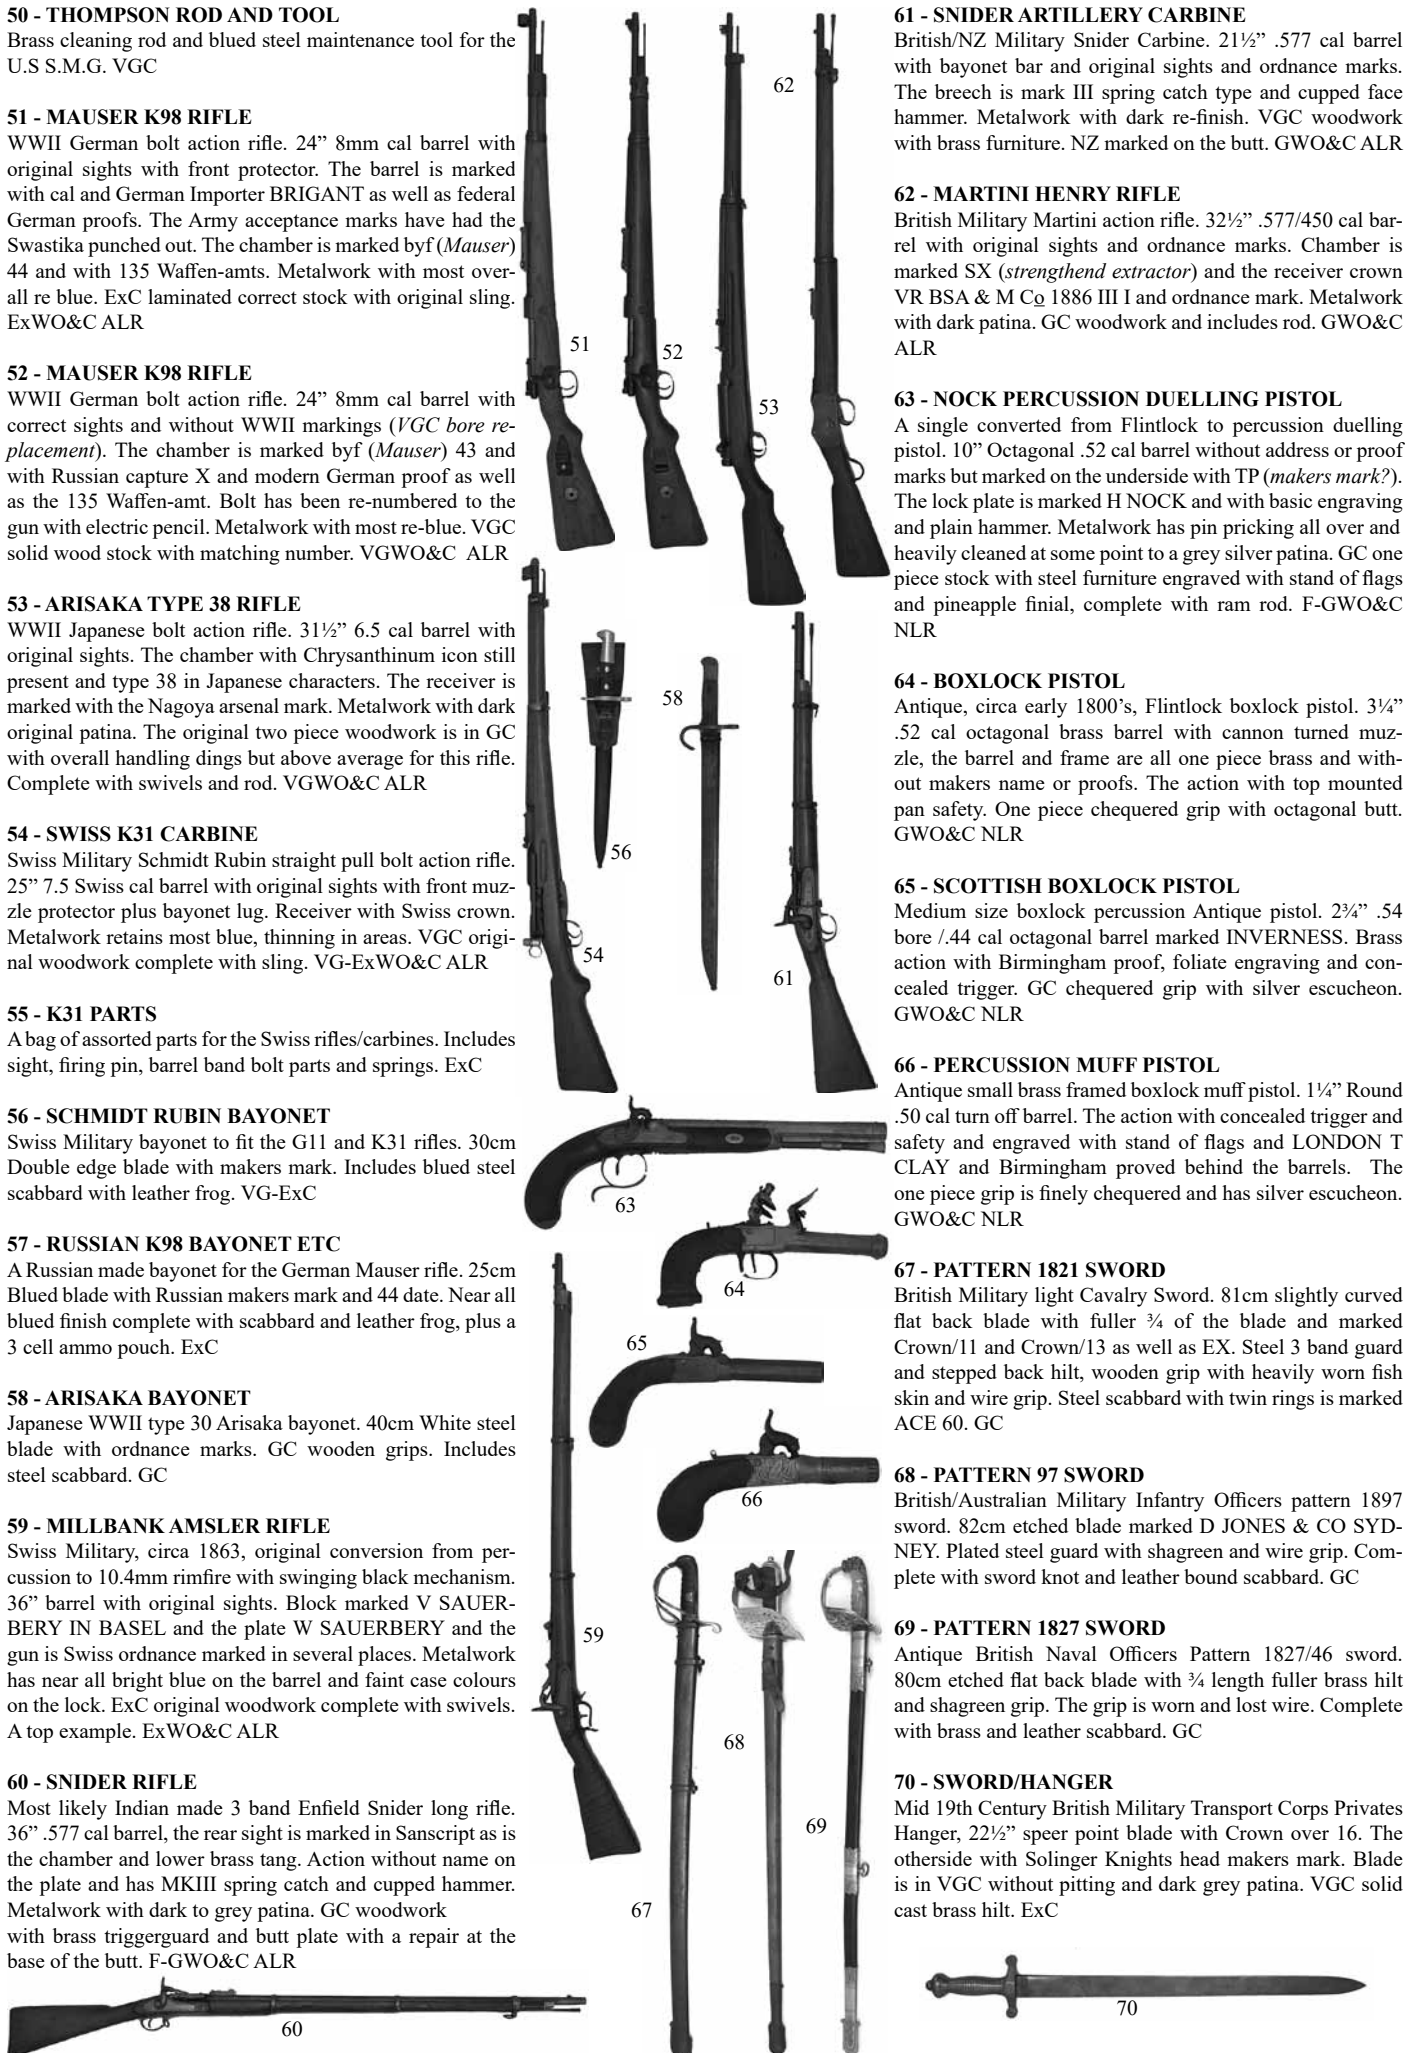 50 - THOMPSON ROD AND TOOL
Brass cleaning rod and blued steel maintenance tool for the
U.S S.M.G. VGC
51 - MAUSER K98 RIFLE
WWII German bolt action rifle. 24” 8mm cal barrel with
original sights with front protector. The barrel is marked
with cal and German Importer BRIGANT as well as federal
German proofs. The Army acceptance marks have had the
Swastika punched out. The chamber is marked byf (Mauser)
44 and with 135 Waffen-amts. Metalwork with most over-
all re blue. ExC laminated correct stock with original sling.
ExWO&C ALR
52 - MAUSER K98 RIFLE
WWII German bolt action rifle. 24” 8mm cal barrel with
correct sights and without WWII markings (VGC bore re-
placement). The chamber is marked byf (Mauser) 43 and
with Russian capture X and modern German proof as well
as the 135 Waffen-amt. Bolt has been re-numbered to the
gun with electric pencil. Metalwork with most re-blue. VGC
solid wood stock with matching number. VGWO&C ALR
53 - ARISAKA TYPE 38 RIFLE
WWII Japanese bolt action rifle. 31½” 6.5 cal barrel with
original sights. The chamber with Chrysanthinum icon still
present and type 38 in Japanese characters. The receiver is
marked with the Nagoya arsenal mark. Metalwork with dark
original patina. The original two piece woodwork is in GC
with overall handling dings but above average for this rifle.
Complete with swivels and rod. VGWO&C ALR
54 - SWISS K31 CARBINE
Swiss Military Schmidt Rubin straight pull bolt action rifle.
25” 7.5 Swiss cal barrel with original sights with front muz-
zle protector plus bayonet lug. Receiver with Swiss crown.
Metalwork retains most blue, thinning in areas. VGC origi-
nal woodwork complete with sling. VG-ExWO&C ALR
55 - K31 PARTS
A bag of assorted parts for the Swiss rifles/carbines. Includes
sight, firing pin, barrel band bolt parts and springs. ExC
56 - SCHMIDT RUBIN BAYONET
Swiss Military bayonet to fit the G11 and K31 rifles. 30cm
Double edge blade with makers mark. Includes blued steel
scabbard with leather frog. VG-ExC
57 - RUSSIAN K98 BAYONET ETC
A Russian made bayonet for the German Mauser rifle. 25cm
Blued blade with Russian makers mark and 44 date. Near all
blued finish complete with scabbard and leather frog, plus a
3 cell ammo pouch. ExC
58 - ARISAKA BAYONET
Japanese WWII type 30 Arisaka bayonet. 40cm White steel
blade with ordnance marks. GC wooden grips. Includes
steel scabbard. GC
59 - MILLBANK AMSLER RIFLE
Swiss Military, circa 1863, original conversion from per-
cussion to 10.4mm rimfire with swinging black mechanism.
36” barrel with original sights. Block marked V SAUER-
BERY IN BASEL and the plate W SAUERBERY and the
gun is Swiss ordnance marked in several places. Metalwork
has near all bright blue on the barrel and faint case colours
on the lock. ExC original woodwork complete with swivels.
A top example. ExWO&C ALR
60 - SNIDER RIFLE
Most likely Indian made 3 band Enfield Snider long rifle.
36” .577 cal barrel, the rear sight is marked in Sanscript as is
the chamber and lower brass tang. Action without name on
the plate and has MKIII spring catch and cupped hammer.
Metalwork with dark to grey patina. GC woodwork
with brass triggerguard and butt plate with a repair at the
base of the butt. F-GWO&C ALR
60
62
51
52
53
58
56
54
61
63
64
65
66
59
68
69
67
61 - SNIDER ARTILLERY CARBINE
British/NZ Military Snider Carbine. 21½” .577 cal barrel
with bayonet bar and original sights and ordnance marks.
The breech is mark III spring catch type and cupped face
hammer. Metalwork with dark re-finish. VGC woodwork
with brass furniture. NZ marked on the butt. GWO&C ALR
62 - MARTINI HENRY RIFLE
British Military Martini action rifle. 32½” .577/450 cal bar-
rel with original sights and ordnance marks. Chamber is
marked SX (strengthend extractor) and the receiver crown
VR BSA & M Co 1886 III I and ordnance mark. Metalwork
with dark patina. GC woodwork and includes rod. GWO&C
ALR
63 - NOCK PERCUSSION DUELLING PISTOL
A single converted from Flintlock to percussion duelling
pistol. 10” Octagonal .52 cal barrel without address or proof
marks but marked on the underside with TP (makers mark?).
The lock plate is marked H NOCK and with basic engraving
and plain hammer. Metalwork has pin pricking all over and
heavily cleaned at some point to a grey silver patina. GC one
piece stock with steel furniture engraved with stand of flags
and pineapple finial, complete with ram rod. F-GWO&C
NLR
64 - BOXLOCK PISTOL
Antique, circa early 1800’s, Flintlock boxlock pistol. 3¼”
.52 cal octagonal brass barrel with cannon turned muz-
zle, the barrel and frame are all one piece brass and with-
out makers name or proofs. The action with top mounted
pan safety. One piece chequered grip with octagonal butt.
GWO&C NLR
65 - SCOTTISH BOXLOCK PISTOL
Medium size boxlock percussion Antique pistol. 2¾” .54
bore /.44 cal octagonal barrel marked INVERNESS. Brass
action with Birmingham proof, foliate engraving and con-
cealed trigger. GC chequered grip with silver escucheon.
GWO&C NLR
66 - PERCUSSION MUFF PISTOL
Antique small brass framed boxlock muff pistol. 1¼” Round
.50 cal turn off barrel. The action with concealed trigger and
safety and engraved with stand of flags and LONDON T
CLAY and Birmingham proved behind the barrels. The
one piece grip is finely chequered and has silver escucheon.
GWO&C NLR
67 - PATTERN 1821 SWORD
British Military light Cavalry Sword. 81cm slightly curved
flat back blade with fuller ¾ of the blade and marked
Crown/11 and Crown/13 as well as EX. Steel 3 band guard
and stepped back hilt, wooden grip with heavily worn fish
skin and wire grip. Steel scabbard with twin rings is marked
ACE 60. GC
68 - PATTERN 97 SWORD
British/Australian Military Infantry Officers pattern 1897
sword. 82cm etched blade marked D JONES & CO SYD-
NEY. Plated steel guard with shagreen and wire grip. Com-
plete with sword knot and leather bound scabbard. GC
69 - PATTERN 1827 SWORD
Antique British Naval Officers Pattern 1827/46 sword.
80cm etched flat back blade with ¾ length fuller brass hilt
and shagreen grip. The grip is worn and lost wire. Complete
with brass and leather scabbard. GC
70 - SWORD/HANGER
Mid 19th Century British Military Transport Corps Privates
Hanger, 22½” speer point blade with Crown over 16. The
otherside with Solinger Knights head makers mark. Blade
is in VGC without pitting and dark grey patina. VGC solid
cast brass hilt. ExC
70